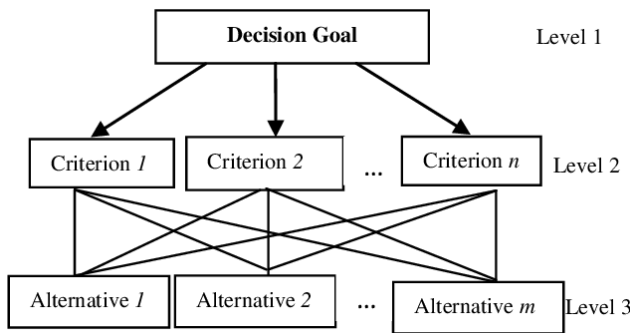 Decision Goal
Level 1
Criterion 1
Criterion 2
...
Criterion n
Level 2
Alternative 1
Alternative 2
...
Alternative m
Level 3